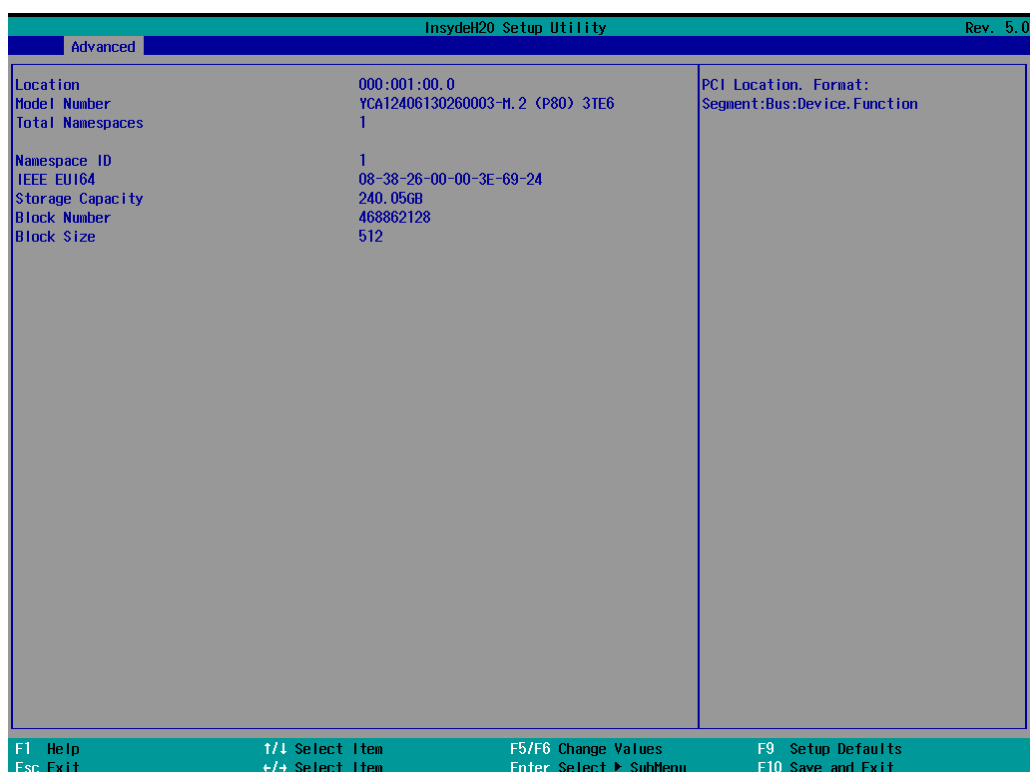 InsydeH20 Setup Utility Rev. 5.0
Advanced
Location 000:001:00.0
Model Number YCA12406130260003-M.2 (P80) 3TE6
Total Namespaces 1
Namespace ID 1
IEEE EUI64 08-38-26-00-00-3E-69-24
Storage Capacity 240.05GB
Block Number 468862128
Block Size 512
PCI Location. Format:
Segment:Bus:Device.Function
F1 Help ↑/↓ Select Item F5/F6 Change Values F9 Setup Defaults
Esc Exit ←/→ Select Item Enter Select ▶ SubMenu F10 Save and Exit